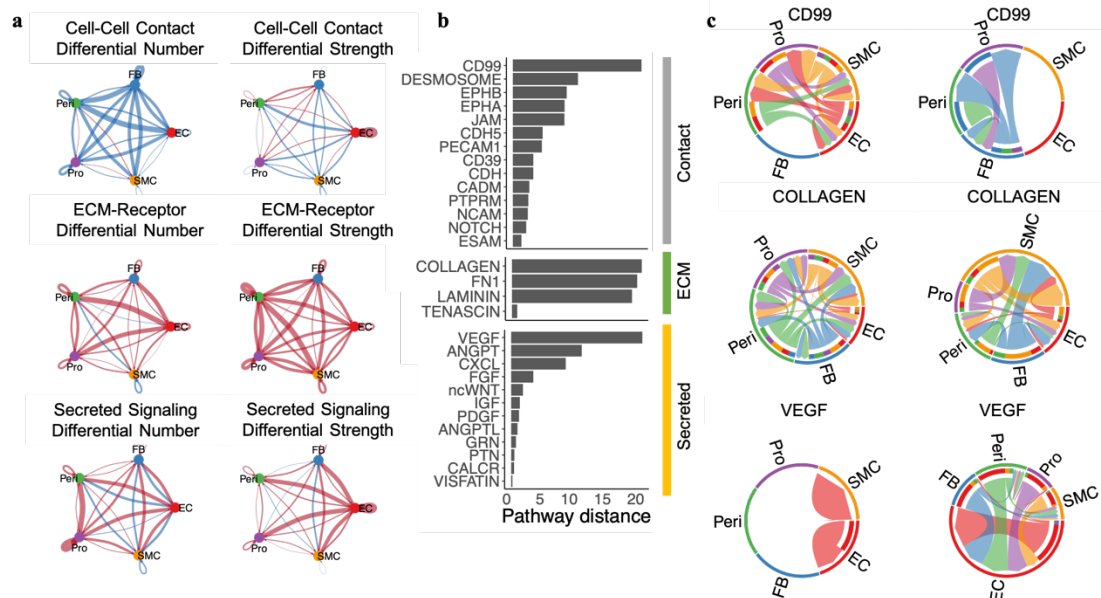 a
Cell-Cell Contact
Differential Number
Cell-Cell Contact
Differential Strength
FB
Peri
EC
Pro
SMC
FB
Peri
EC
Pro
SMC
ECM-Receptor
Differential Number
ECM-Receptor
Differential Strength
FB
Peri
EC
Pro
SMC
FB
Peri
EC
Pro
SMC
Secreted Signaling
Differential Number
Secreted Signaling
Differential Strength
FB
Peri
EC
Pro
SMC
FB
Peri
EC
Pro
SMC
b
CD99
DESMOSOME
EPHB
EPHA
JAM
CDH5
PECAM1
CD39
CDH
CADM
PTPRM
NCAM
NOTCH
ESAM
Contact
COLLAGEN
FN1
LAMININ
TENASCIN
ECM
VEGF
ANGPT
CXCL
FGF
ncWNT
IGF
PDGF
ANGPTL
GRN
PTN
CALCR
VISFATIN
Secreted
0 5 10 15 20
Pathway distance
c
CD99
Pro
SMC
Peri
FB
EC
CD99
Pro
SMC
Peri
FB
EC
COLLAGEN
Pro
SMC
Peri
FB
EC
COLLAGEN
SMC
Pro
Peri
FB
EC
VEGF
Pro
SMC
Peri
FB
EC
VEGF
Peri
Pro
FB
SMC
EC